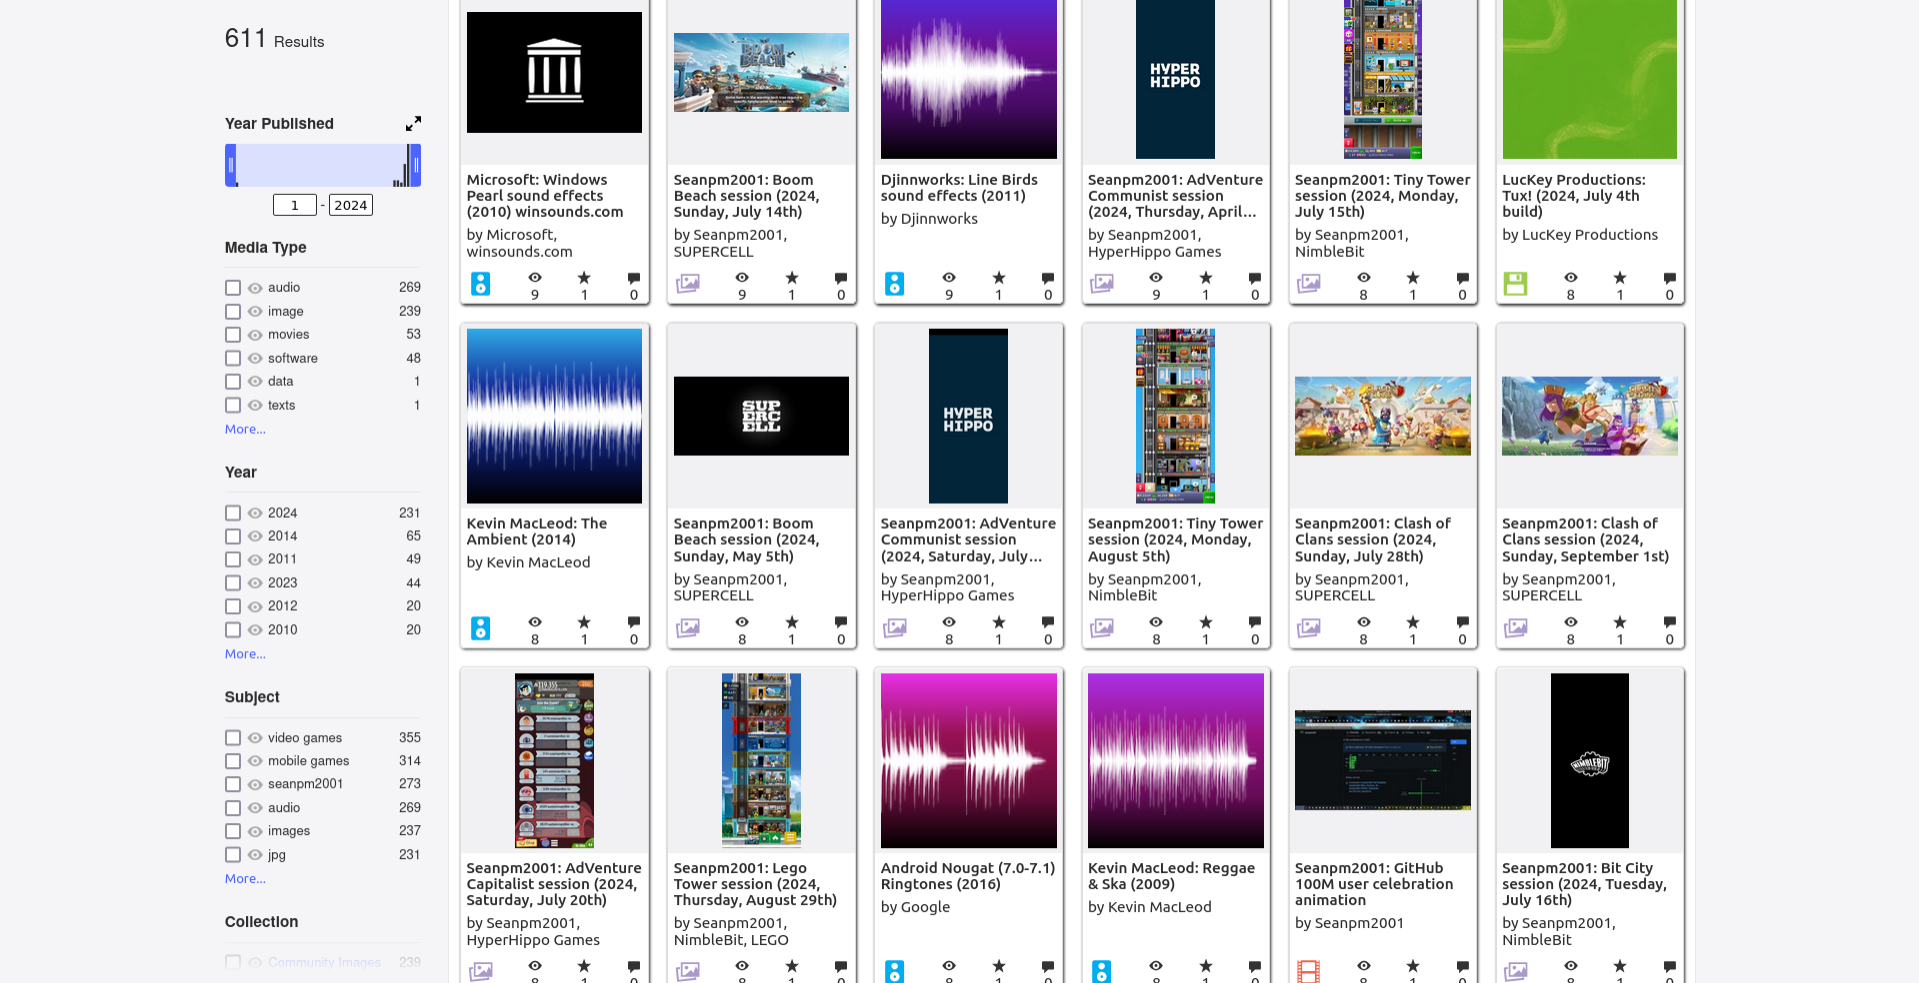 611 Results
Year Published
1 - 2024
Media Type
audio 269
image 239
movies 53
software 48
data 1
texts 1
More...
Year
2024 231
2014 65
2011 49
2023 44
2012 20
2010 20
More...
Subject
video games 355
mobile games 314
seanpm2001 273
audio 269
images 237
jpg 231
More...
Collection
Community Images 239
Microsoft: Windows
Pearl sound effects
(2010) winsounds.com
by Microsoft,
winsounds.com
9 1 0
BOOM
BEACH
Seanpm2001: Boom
Beach session (2024,
Sunday, July 14th)
by Seanpm2001,
SUPERCELL
9 1 0
Djinnworks: Line Birds
sound effects (2011)
by Djinnworks
9 1 0
HYPER
HIPPO
Seanpm2001: AdVenture
Communist session
(2024, Thursday, April...
by Seanpm2001,
HyperHippo Games
9 1 0
Seanpm2001: Tiny Tower
session (2024, Monday,
July 15th)
by Seanpm2001,
NimbleBit
8 1 0
LucKey Productions:
Tux! (2024, July 4th
build)
by LucKey Productions
8 1 0
Kevin MacLeod: The
Ambient (2014)
by Kevin MacLeod
8 1 0
SUP
ERC
ELL
Seanpm2001: Boom
Beach session (2024,
Sunday, May 5th)
by Seanpm2001,
SUPERCELL
8 1 0
HYPER
HIPPO
Seanpm2001: AdVenture
Communist session
(2024, Saturday, July...
by Seanpm2001,
HyperHippo Games
8 1 0
Seanpm2001: Tiny Tower
session (2024, Monday,
August 5th)
by Seanpm2001,
NimbleBit
8 1 0
Seanpm2001: Clash of
Clans session (2024,
Sunday, July 28th)
by Seanpm2001,
SUPERCELL
8 1 0
Seanpm2001: Clash of
Clans session (2024,
Sunday, September 1st)
by Seanpm2001,
SUPERCELL
8 1 0
Seanpm2001: AdVenture
Capitalist session (2024,
Saturday, July 20th)
by Seanpm2001,
HyperHippo Games
Seanpm2001: Lego
Tower session (2024,
Thursday, August 29th)
by Seanpm2001,
NimbleBit, LEGO
Android Nougat (7.0-7.1)
Ringtones (2016)
by Google
Kevin MacLeod: Reggae
& Ska (2009)
by Kevin MacLeod
Seanpm2001: GitHub
100M user celebration
animation
by Seanpm2001
NIMBLEBIT
Seanpm2001: Bit City
session (2024, Tuesday,
July 16th)
by Seanpm2001,
NimbleBit